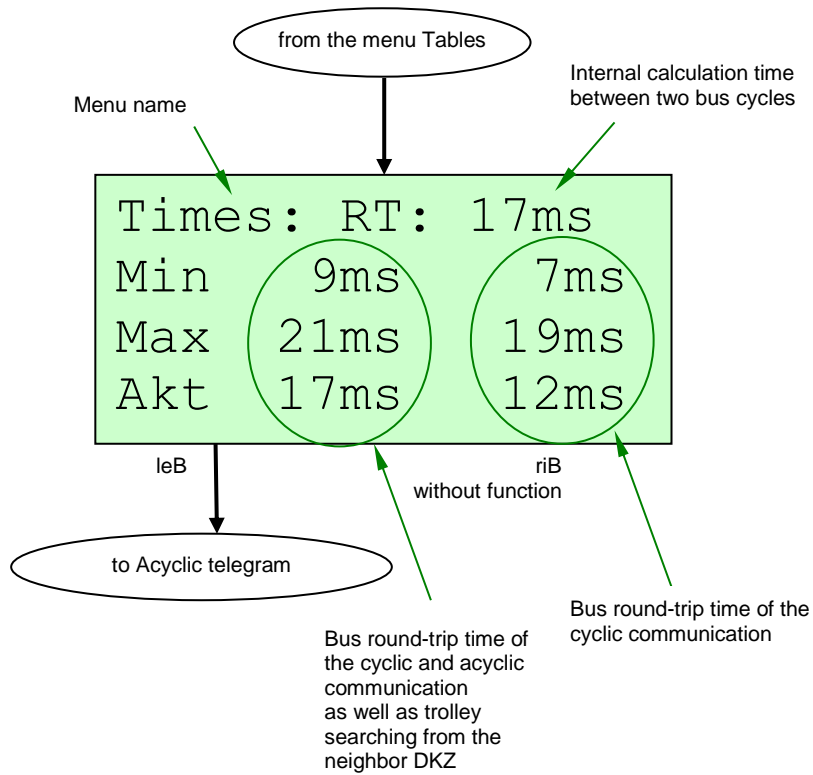 from the menu Tables
Internal calculation time
between two bus cycles
Menu name
Times: RT: 17ms
Min 9ms 7ms
Max 21ms 19ms
Akt 17ms 12ms
leB riB
without function
to Acyclic telegram
Bus round-trip time of the
cyclic communication
Bus round-trip time of
the cyclic and acyclic
communication
as well as trolley
searching from the
neighbor DKZ